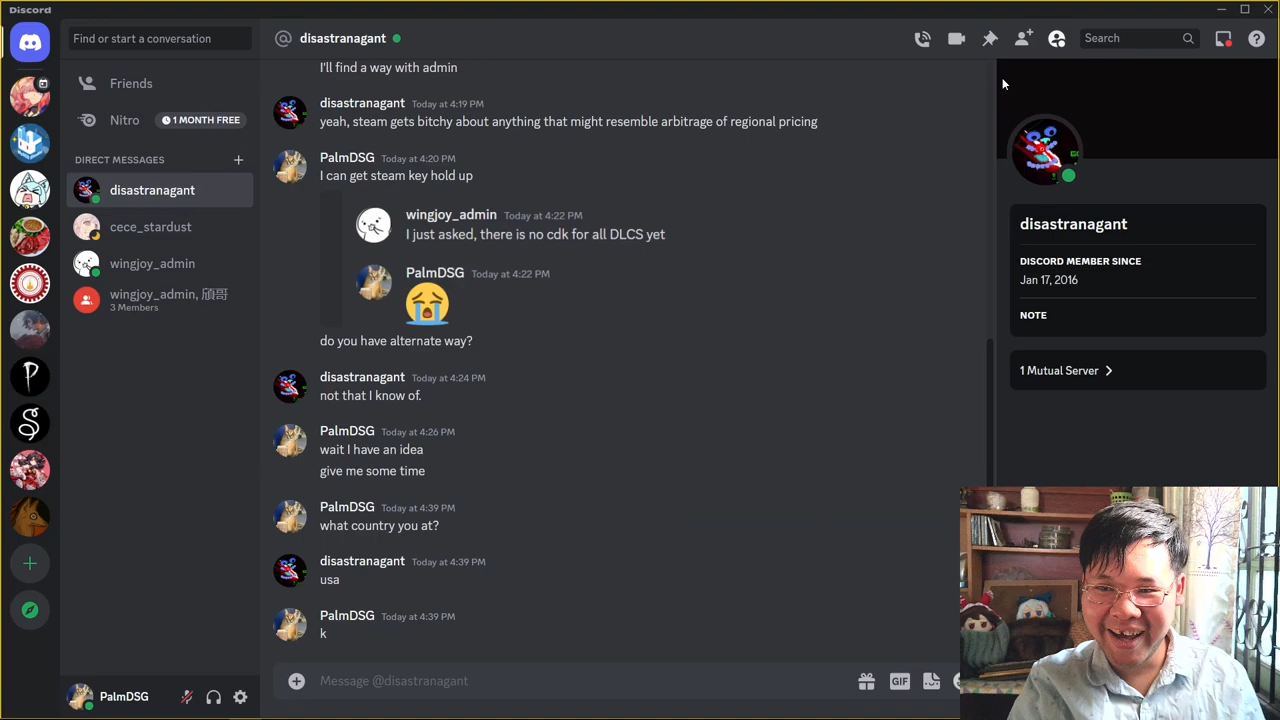 Discord
Find or start a conversation
Friends
Nitro
1 MONTH FREE
DIRECT MESSAGES
disastranagant
cece_stardust
wingjoy_admin
wingjoy_admin, 頎哥
3 Members
PalmDSG
disastranagant
Search
I'll find a way with admin
disastranagant Today at 4:19 PM
yeah, steam gets bitchy about anything that might resemble arbitrage of regional pricing
PalmDSG Today at 4:20 PM
I can get steam key hold up
wingjoy_admin Today at 4:22 PM
I just asked, there is no cdk for all DLCS yet
PalmDSG Today at 4:22 PM
do you have alternate way?
disastranagant Today at 4:24 PM
not that I know of.
PalmDSG Today at 4:26 PM
wait I have an idea
give me some time
PalmDSG Today at 4:39 PM
what country you at?
disastranagant Today at 4:39 PM
usa
PalmDSG Today at 4:39 PM
k
Message @disastranagant
GIF
disastranagant
DISCORD MEMBER SINCE
Jan 17, 2016
NOTE
1 Mutual Server